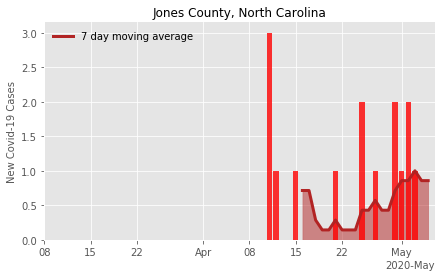 Jones County, North Carolina
7 day moving average
New Covid-19 Cases
3.0
2.5
2.0
1.5
1.0
0.5
0.0
08 15 22 Apr 08 15 22 May
2020-May